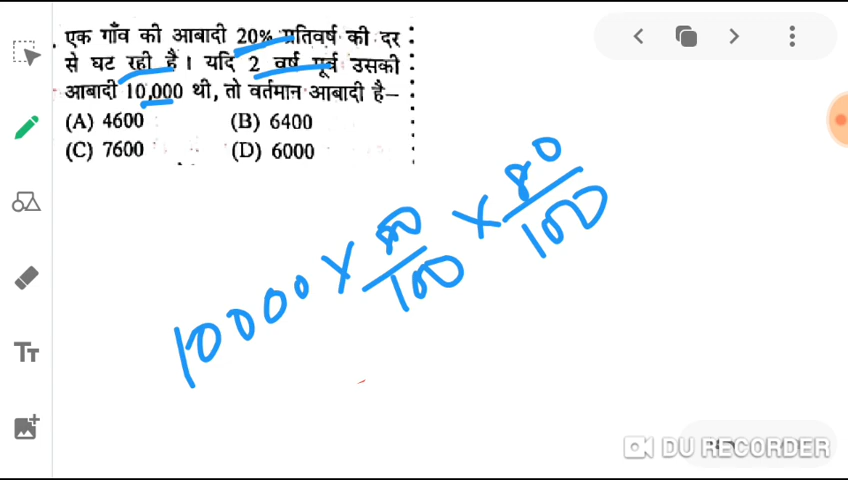 एक गाँव की आबादी 20% प्रतिवर्ष की दर
से घट रही है। यदि 2 वर्ष पूर्व उसकी
आबादी 10,000 थी, तो वर्तमान आबादी है–
(A) 4600 (B) 6400
(C) 7600 (D) 6000
10000 × 80/100 × 80/100
Tт
DU RECORDER